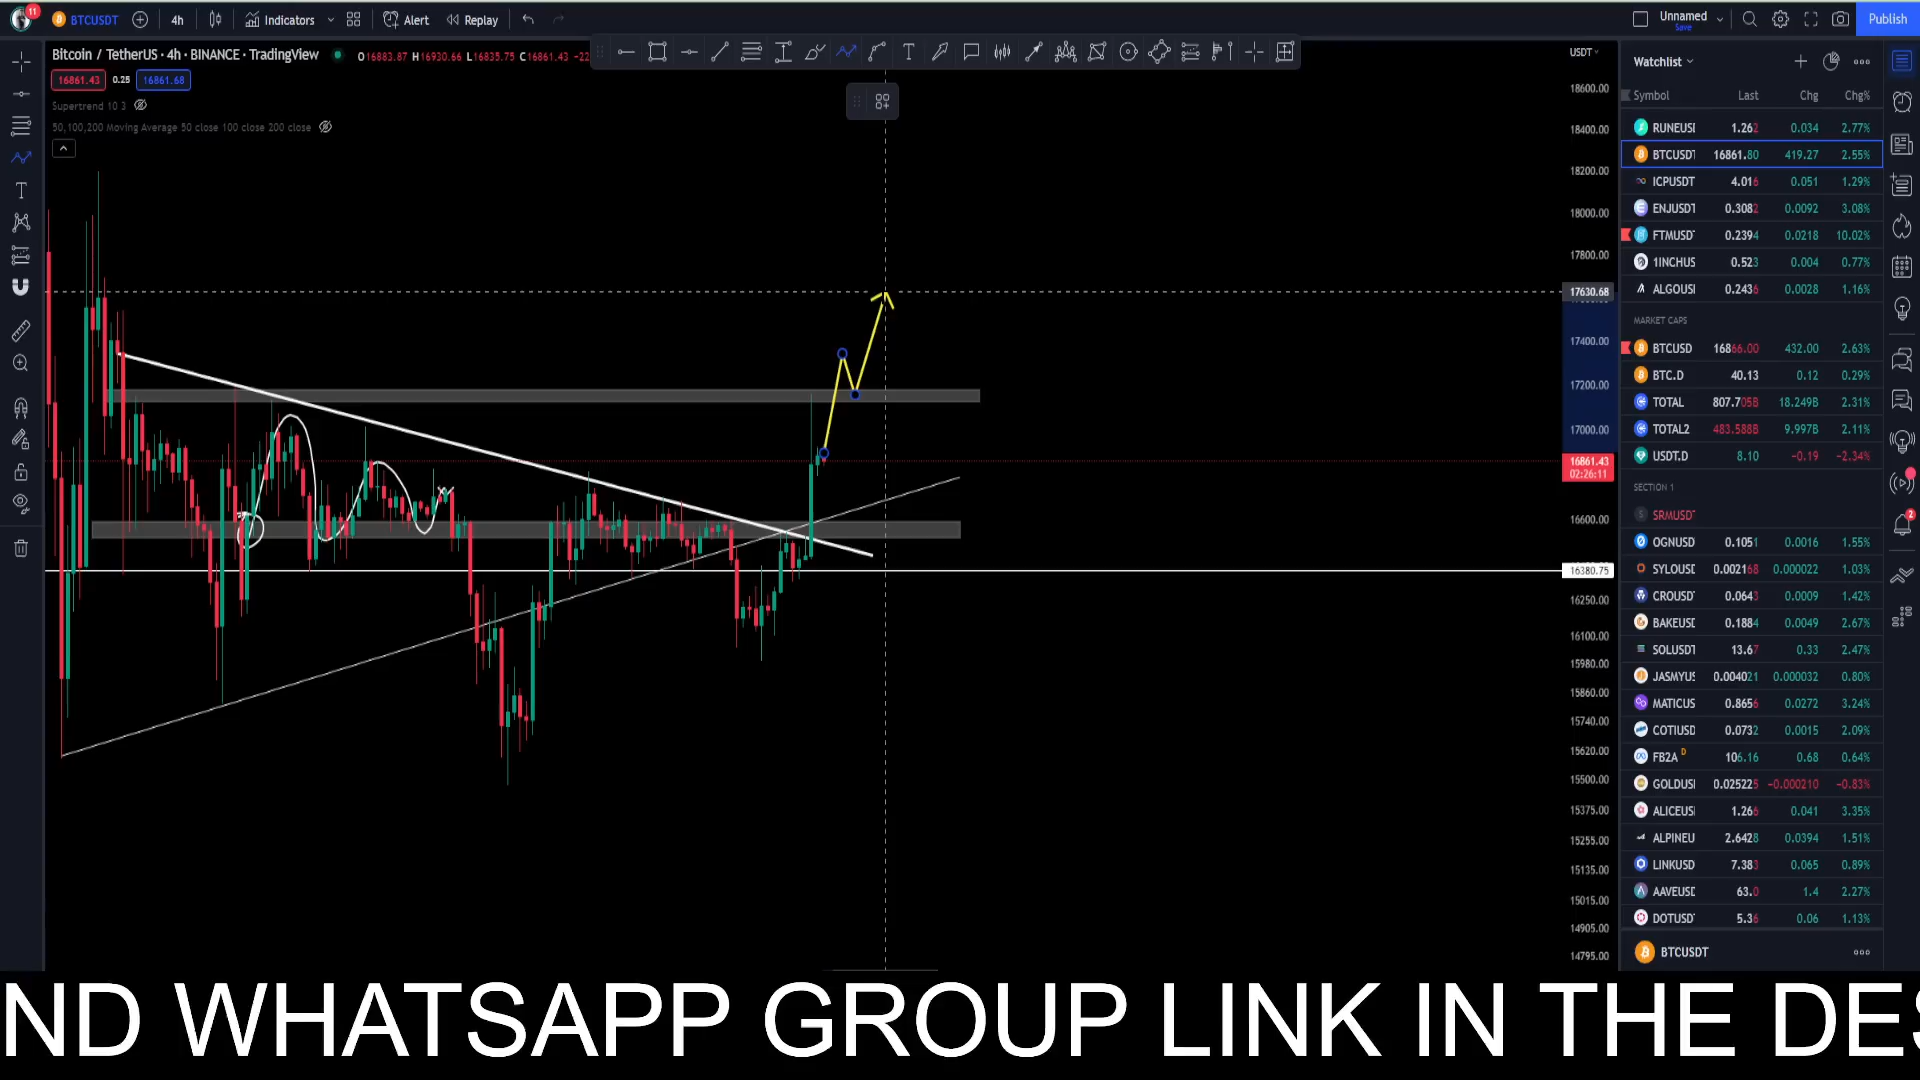 11
BTCUSDT
4h
Indicators
Alert
Replay
Unnamed
Save
Publish
Bitcoin / TetherUS · 4h · BINANCE · TradingView
O16883.87 H16930.66 L16835.75 C16861.43 -22
16861.43
0.25
16861.68
Supertrend 10 3
50,100,200 Moving Average 50 close 100 close 200 close
USDT
18600.00
18400.00
18200.00
18000.00
17800.00
17630.68
17400.00
17200.00
17000.00
16861.43
02:26:11
16600.00
16380.75
16250.00
16100.00
15980.00
15860.00
15740.00
15620.00
15500.00
15375.00
15255.00
15135.00
15015.00
14905.00
14795.00
Watchlist
Symbol Last Chg Chg%
RUNEUSI 1.262 0.034 2.77%
BTCUSDT 16861.80 419.27 2.55%
ICPUSDT 4.016 0.051 1.29%
ENJUSDT 0.3082 0.0092 3.08%
FTMUSD 0.2394 0.0218 10.02%
1INCHUS 0.523 0.004 0.77%
ALGOUSI 0.2436 0.0028 1.16%
MARKET CAPS
BTCUSD 16866.00 432.00 2.63%
BTC.D 40.13 0.12 0.29%
TOTAL 807.705B 18.249B 2.31%
TOTAL2 483.588B 9.997B 2.11%
USDT.D 8.10 -0.19 -2.34%
SECTION 1
SRMUSD
OGNUSD 0.1051 0.0016 1.55%
SYLOUSD 0.002168 0.000022 1.03%
CROUSD 0.0643 0.0009 1.42%
BAKEUSD 0.1884 0.0049 2.67%
SOLUSDT 13.67 0.33 2.47%
JASMYUS 0.004021 0.000032 0.80%
MATICUS 0.8656 0.0272 3.24%
COTIUSD 0.0732 0.0015 2.09%
FB2A D 106.16 0.68 0.64%
GOLDUSI 0.025225 -0.000210 -0.83%
ALICEUSI 1.266 0.041 3.35%
ALPINEU 2.6428 0.0394 1.51%
LINKUSD 7.383 0.065 0.89%
AAVEUSD 63.0 1.4 2.27%
DOTUSD 5.36 0.06 1.13%
BTCUSDT
2
ND WHATSAPP GROUP LINK IN THE DES